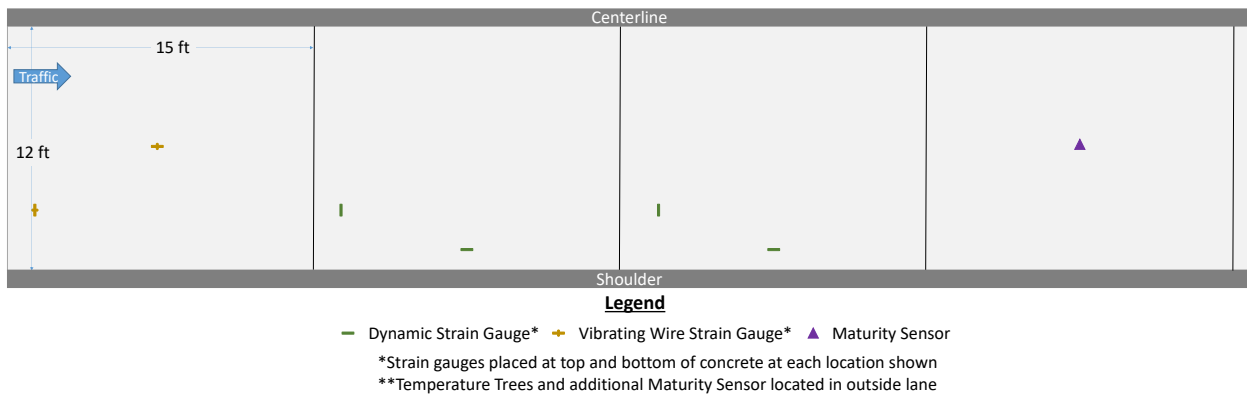 Centerline
15 ft
Traffic
12 ft
Shoulder
Legend
Dynamic Strain Gauge* Vibrating Wire Strain Gauge* Maturity Sensor
*Strain gauges placed at top and bottom of concrete at each location shown
**Temperature Trees and additional Maturity Sensor located in outside lane